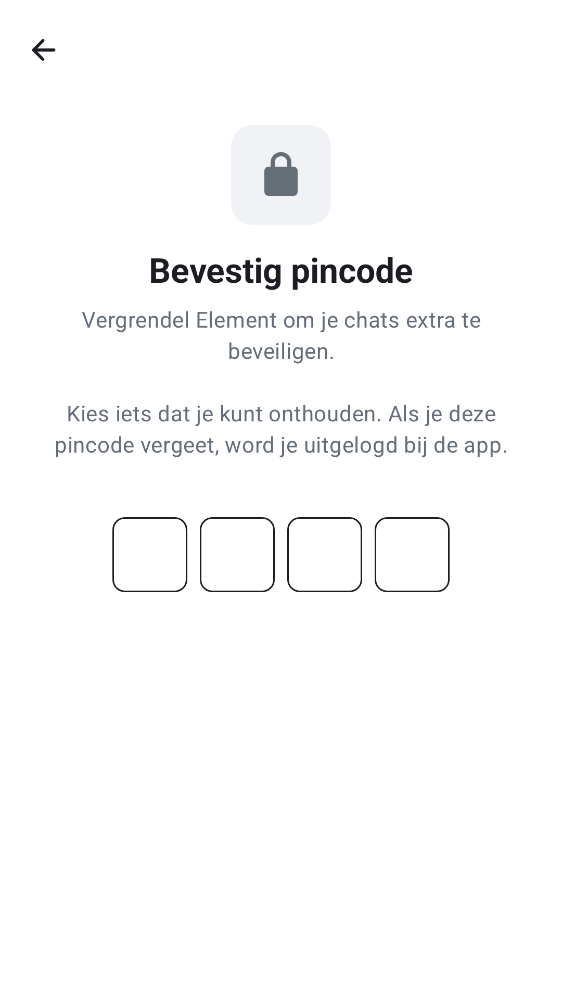 Bevestig pincode
Vergrendel Element om je chats extra te
beveiligen.
Kies iets dat je kunt onthouden. Als je deze
pincode vergeet, word je uitgelogd bij de app.